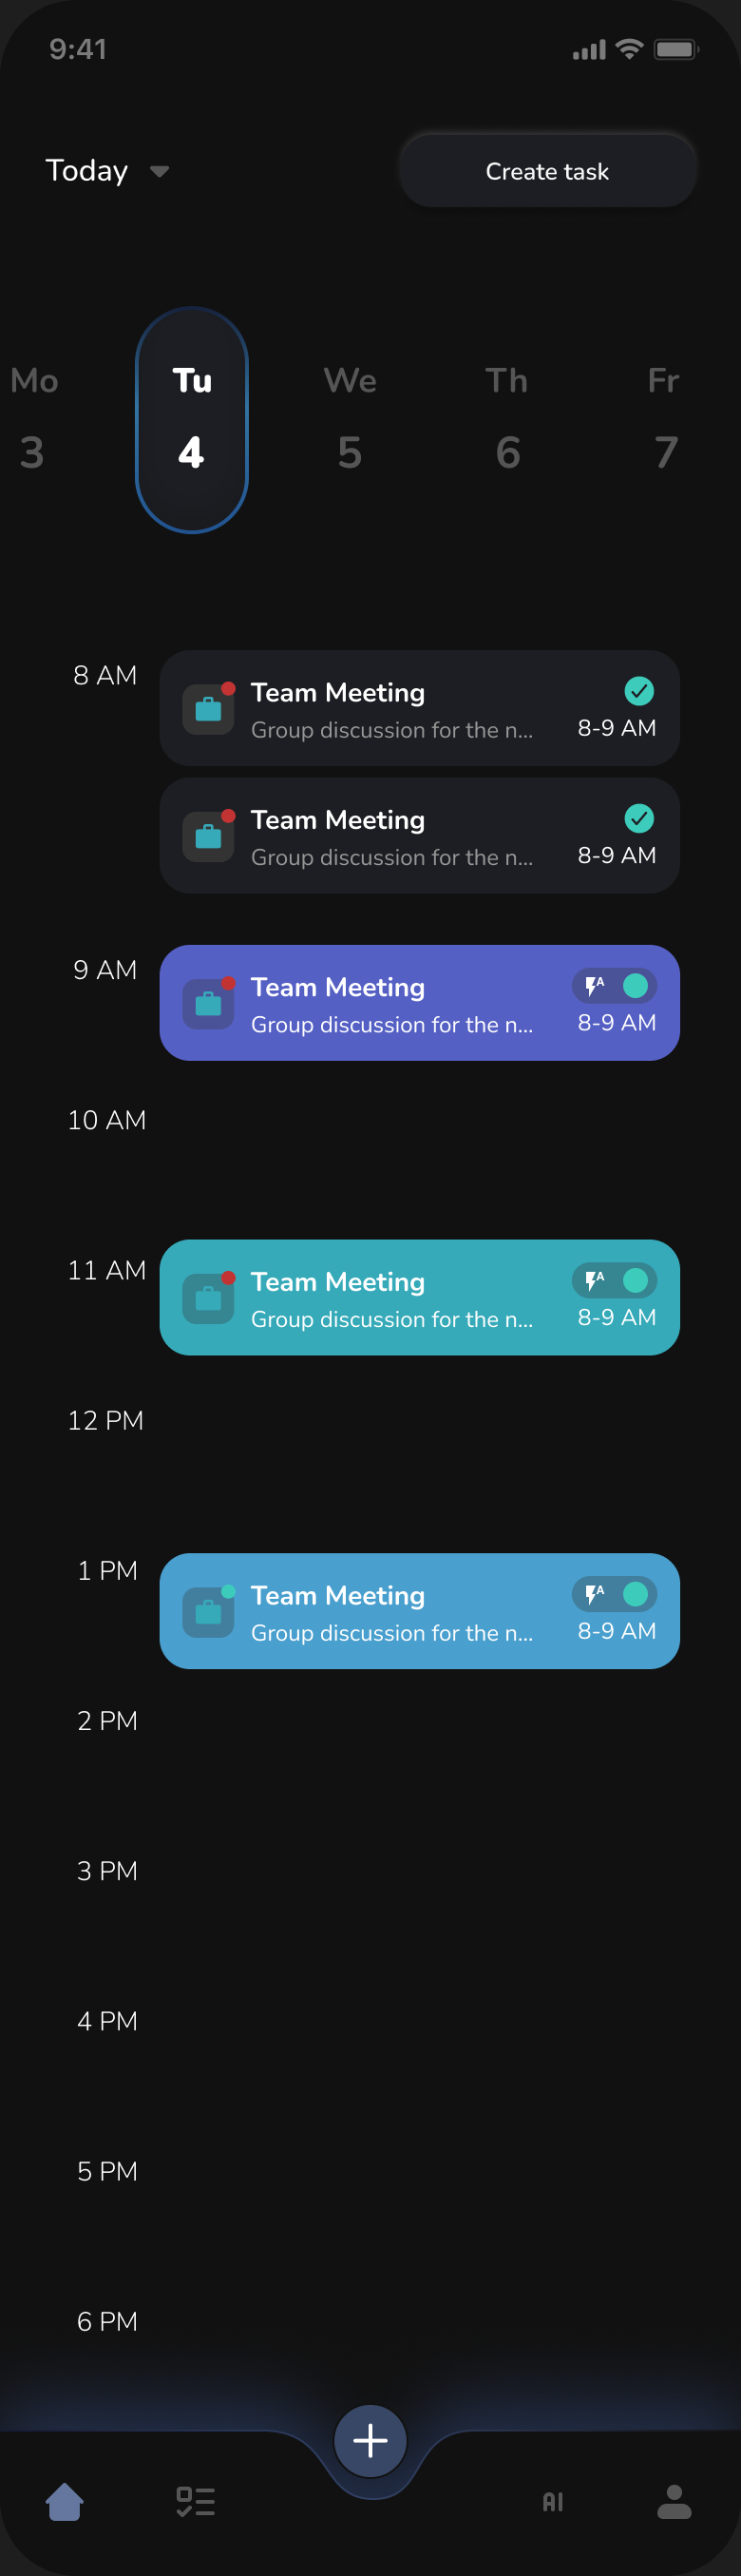 9:41
Today
Create task
Mo Tu We Th Fr
3 4 5 6 7
8 AM
Team Meeting
Group discussion for the n...
8-9 AM
Team Meeting
Group discussion for the n...
8-9 AM
9 AM
Team Meeting
A
Group discussion for the n...
8-9 AM
10 AM
11 AM
Team Meeting
A
Group discussion for the n...
8-9 AM
12 PM
1 PM
Team Meeting
A
Group discussion for the n...
8-9 AM
2 PM
3 PM
4 PM
5 PM
6 PM
AI